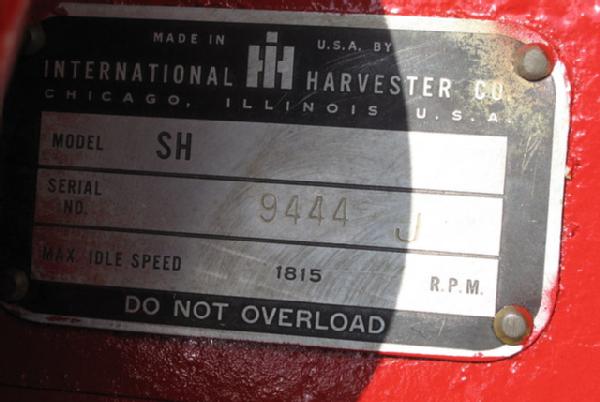 MADE IN IH U.S.A. BY
INTERNATIONAL HARVESTER CO
CHICAGO, ILLINOIS U.S.A
MODEL SH
SERIAL NO. 9444 J
MAX. IDLE SPEED 1815 R.P.M.
DO NOT OVERLOAD